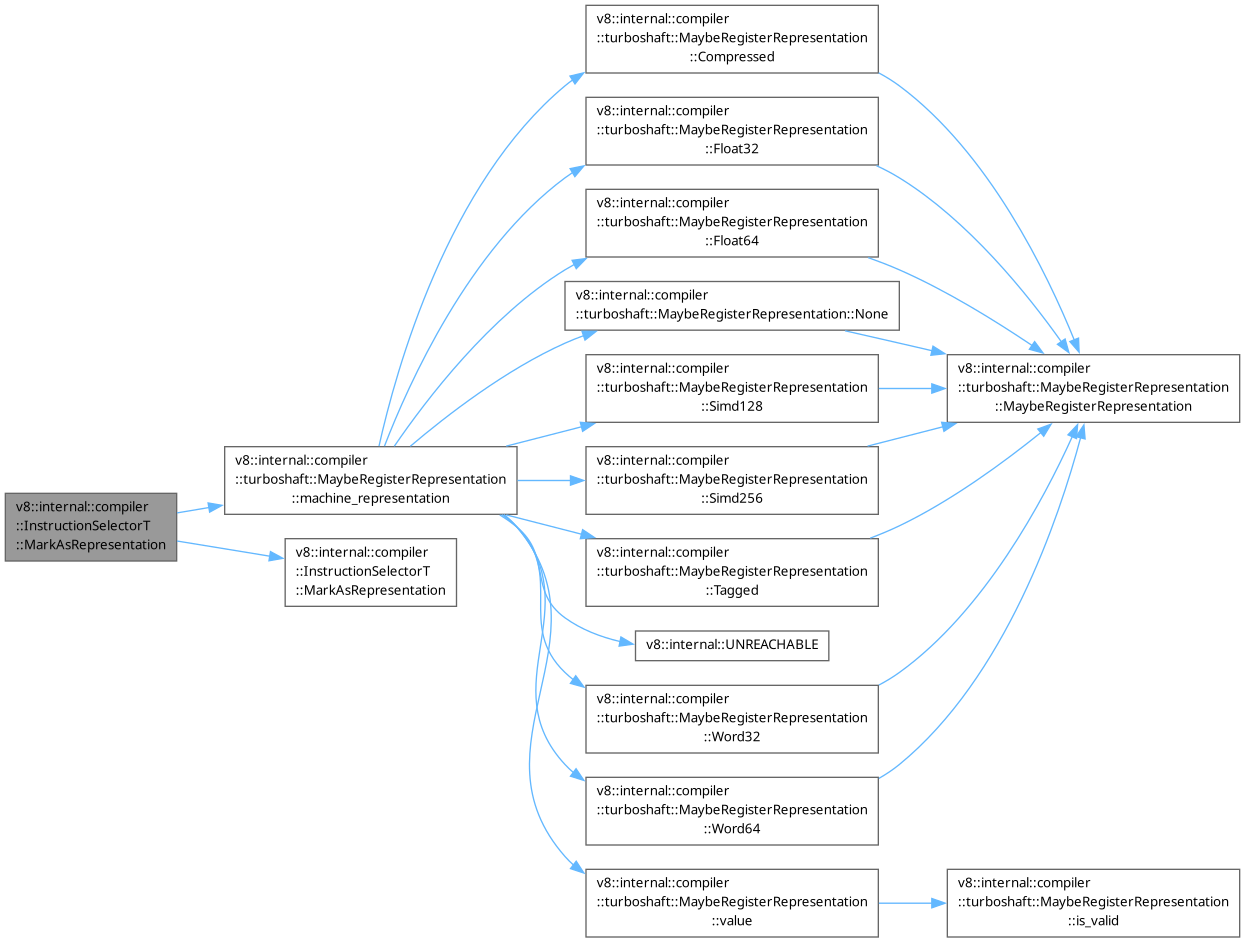 v8::internal::compiler
::turboshaft::MaybeRegisterRepresentation
::Compressed
v8::internal::compiler
::turboshaft::MaybeRegisterRepresentation
::Float32
v8::internal::compiler
::turboshaft::MaybeRegisterRepresentation
::Float64
v8::internal::compiler
::turboshaft::MaybeRegisterRepresentation::None
v8::internal::compiler
::turboshaft::MaybeRegisterRepresentation
::Simd128
v8::internal::compiler
::turboshaft::MaybeRegisterRepresentation
::MaybeRegisterRepresentation
v8::internal::compiler
::turboshaft::MaybeRegisterRepresentation
::machine_representation
v8::internal::compiler
::turboshaft::MaybeRegisterRepresentation
::Simd256
v8::internal::compiler
::InstructionSelectorT
::MarkAsRepresentation
v8::internal::compiler
::InstructionSelectorT
::MarkAsRepresentation
v8::internal::compiler
::turboshaft::MaybeRegisterRepresentation
::Tagged
v8::internal::UNREACHABLE
v8::internal::compiler
::turboshaft::MaybeRegisterRepresentation
::Word32
v8::internal::compiler
::turboshaft::MaybeRegisterRepresentation
::Word64
v8::internal::compiler
::turboshaft::MaybeRegisterRepresentation
::value
v8::internal::compiler
::turboshaft::MaybeRegisterRepresentation
::is_valid